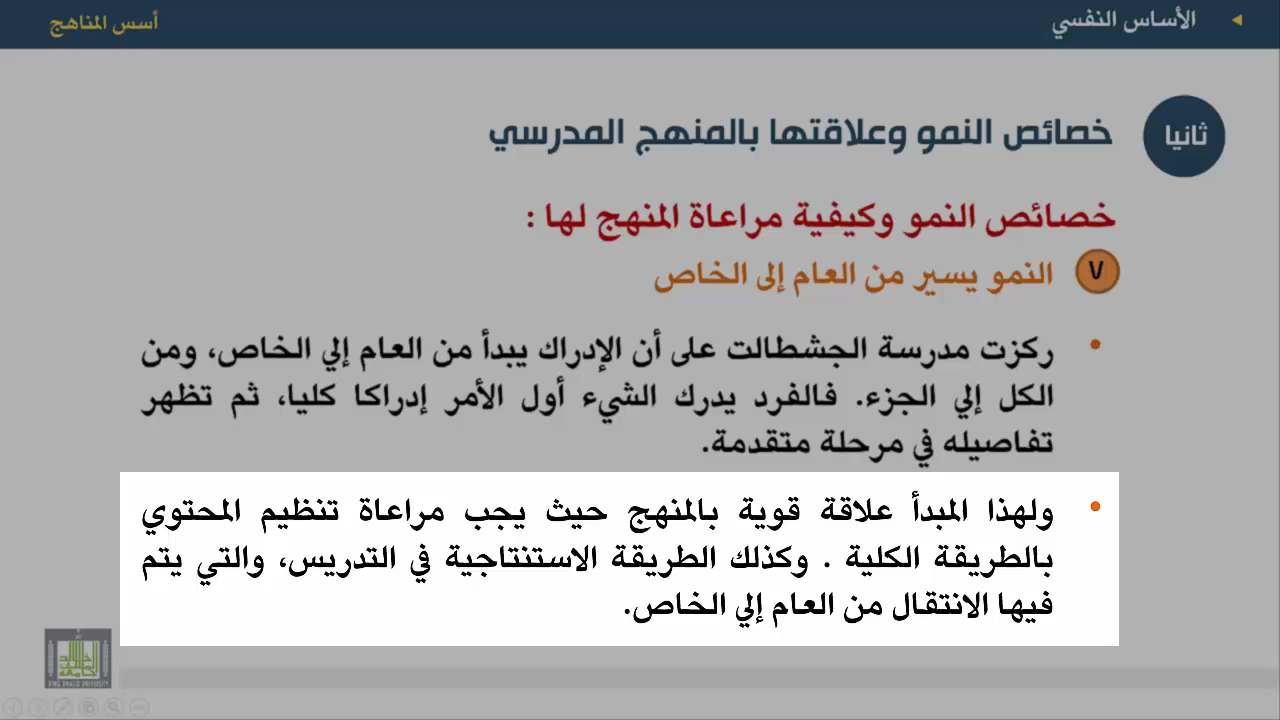 الأساس النفسي
أسس المناهج
ثانيا
خصائص النمو وعلاقتها بالمنهج المدرسي
خصائص النمو وكيفية مراعاة المنهج لها :
٧
النمو يسير من العام إلى الخاص
• ركزت مدرسة الجشطالت على أن الإدراك يبدأ من العام إلي الخاص، ومن
الكل إلي الجزء. فالفرد يدرك الشيء أول الأمر إدراكا كليا، ثم تظهر
تفاصيله في مرحلة متقدمة.
• ولهذا المبدأ علاقة قوية بالمنهج حيث يجب مراعاة تنظيم المحتوي
بالطريقة الكلية . وكذلك الطريقة الاستنتاجية في التدريس، والتي يتم
فيها الانتقال من العام إلي الخاص.
KING KHALID UNIVERSITY